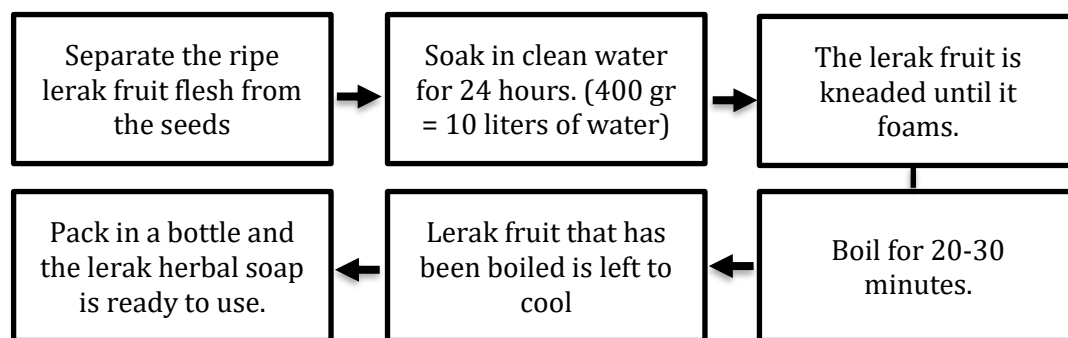 Separate the ripe
lerak fruit flesh from
the seeds
Soak in clean water
for 24 hours. (400 gr
= 10 liters of water)
The lerak fruit is
kneaded until it
foams.
Boil for 20-30
minutes.
Lerak fruit that has
been boiled is left to
cool
Pack in a bottle and
the lerak herbal soap
is ready to use.